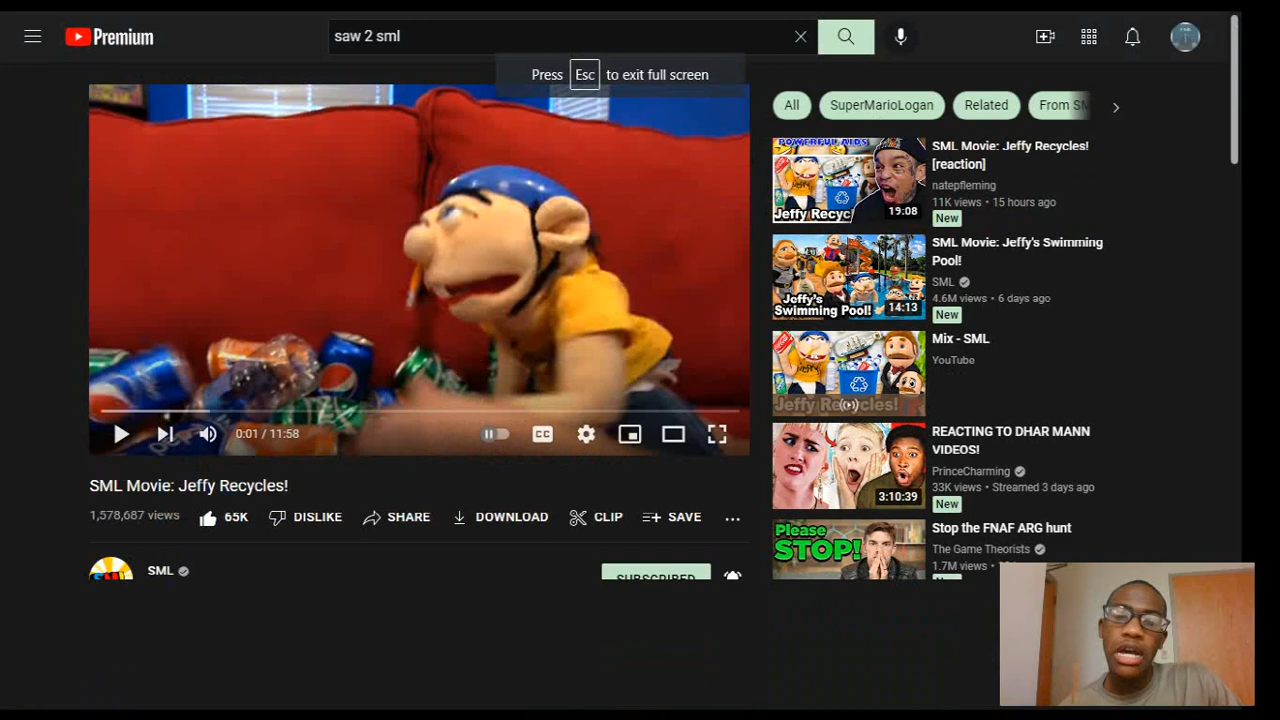 Premium
saw 2 sml
Press Esc to exit full screen
0:01 / 11:58
CC
SML Movie: Jeffy Recycles!
1,578,687 views
65K
DISLIKE
SHARE
DOWNLOAD
CLIP
SAVE
SML
SUBSCRIBED
All
SuperMarioLogan
Related
From SM
POWERFUL AIDS
Jeffy Recyc
19:08
SML Movie: Jeffy Recycles!
[reaction]
natepfleming
11K views • 15 hours ago
New
Jeffy's
Swimming Pool!
14:13
SML Movie: Jeffy's Swimming
Pool!
SML
4.6M views • 6 days ago
New
Jeffy Recycles!
Mix - SML
YouTube
3:10:39
REACTING TO DHAR MANN
VIDEOS!
PrinceCharming
33K views • Streamed 3 days ago
New
Please
STOP!
Stop the FNAF ARG hunt
The Game Theorists
1.7M views •